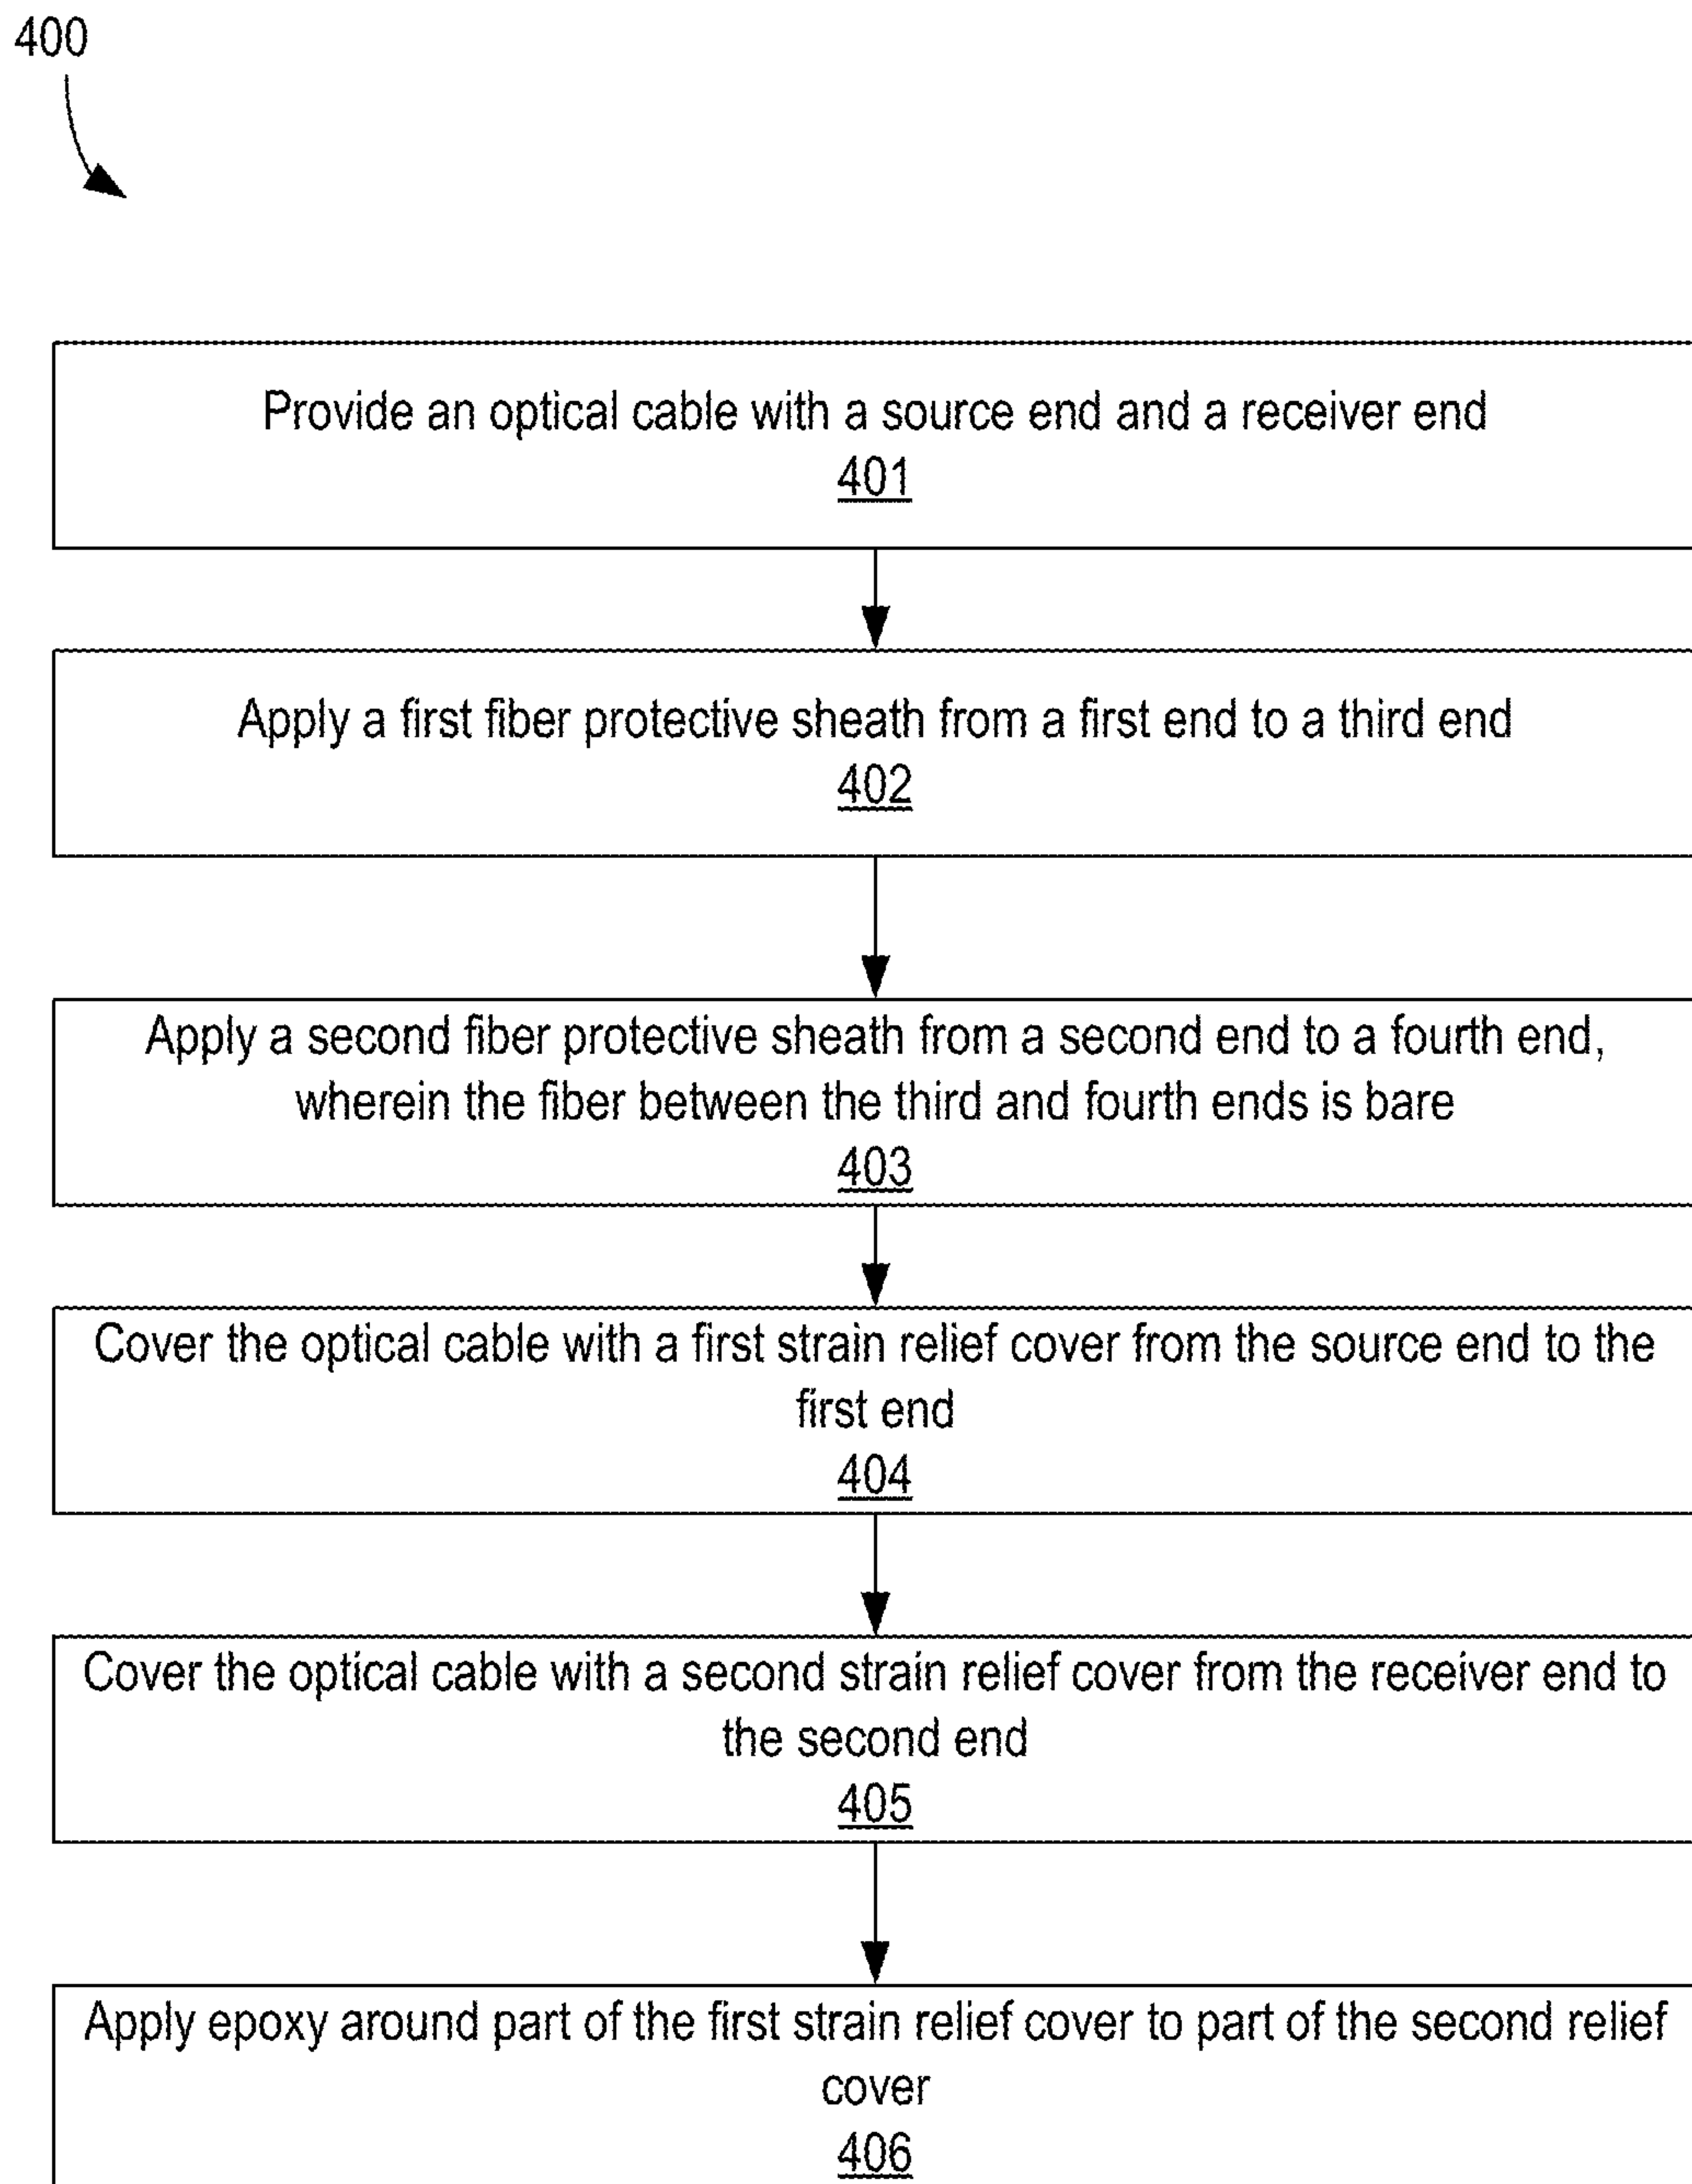 400
Provide an optical cable with a source end and a receiver end
401
Apply a first fiber protective sheath from a first end to a third end
402
Apply a second fiber protective sheath from a second end to a fourth end,
wherein the fiber between the third and fourth ends is bare
403
Cover the optical cable with a first strain relief cover from the source end to the
first end
404
Cover the optical cable with a second strain relief cover from the receiver end to
the second end
405
Apply epoxy around part of the first strain relief cover to part of the second relief
cover
406